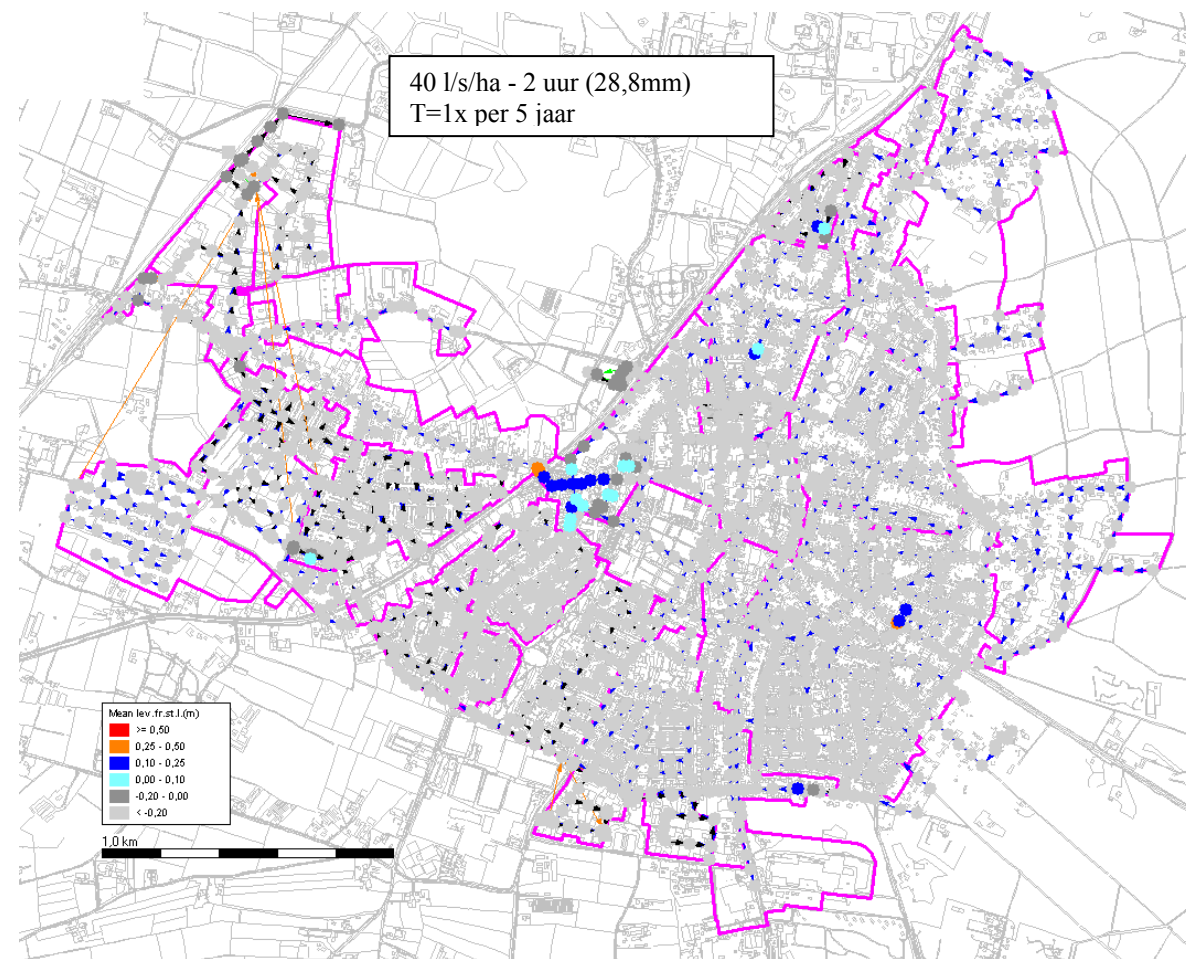 40 l/s/ha - 2 uur (28,8mm)
T=1x per 5 jaar
Mean lev.fr.st.l.(m)
>= 0,50
0,25 - 0,50
0,10 - 0,25
0,00 - 0,10
-0,20 - 0,00
< -0,20
1,0 km